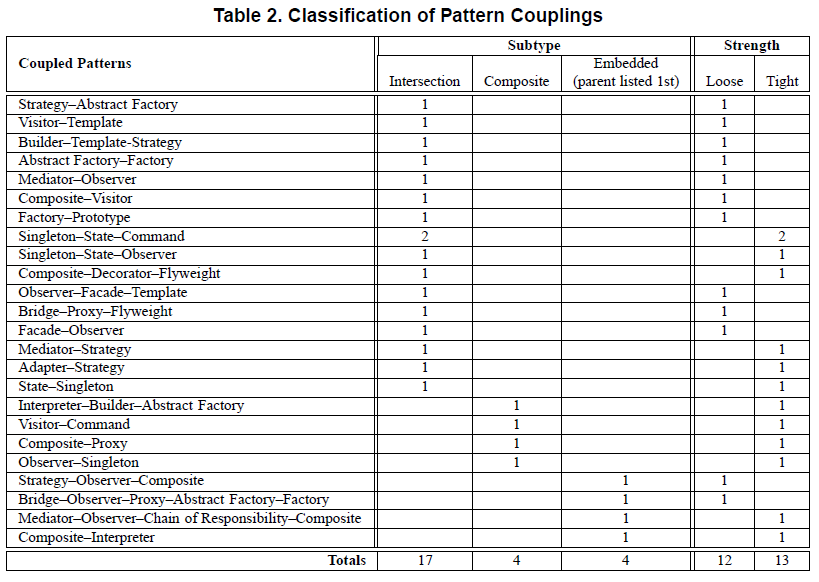 Table 2. Classification of Pattern Couplings
Coupled Patterns Subtype Strength
Intersection Composite Embedded (parent listed 1st) Loose Tight
Strategy–Abstract Factory 1 1
Visitor–Template 1 1
Builder–Template-Strategy 1 1
Abstract Factory–Factory 1 1
Mediator–Observer 1 1
Composite–Visitor 1 1
Factory–Prototype 1 1
Singleton–State–Command 2 2
Singleton–State–Observer 1 1
Composite–Decorator–Flyweight 1 1
Observer–Facade–Template 1 1
Bridge–Proxy–Flyweight 1 1
Facade–Observer 1 1
Mediator–Strategy 1 1
Adapter–Strategy 1 1
State–Singleton 1 1
Interpreter–Builder–Abstract Factory 1 1
Visitor–Command 1 1
Composite–Proxy 1 1
Observer–Singleton 1 1
Strategy–Observer–Composite 1 1
Bridge–Observer–Proxy–Abstract Factory–Factory 1 1
Mediator–Observer–Chain of Responsibility–Composite 1 1
Composite–Interpreter 1 1
Totals 17 4 4 12 13